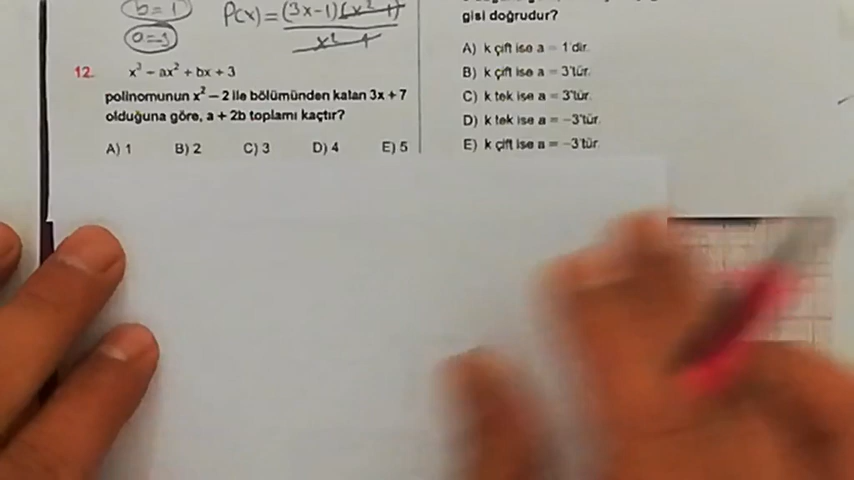 b = 1
a = -1
P(x) = (3x-1)(x² - 1)
12. x³ – ax² + bx + 3
polinomunun x² – 2 ile bölümünden kalan 3x + 7
olduğuna göre, a + 2b toplamı kaçtır?
A) 1 B) 2 C) 3 D) 4 E) 5
gisi doğrudur?
A) k çift ise a = 1'dir.
B) k çift ise a = 3'tür.
C) k tek ise a = 3'tür.
D) k tek ise a = –3'tür.
E) k çift ise a = –3'tür.